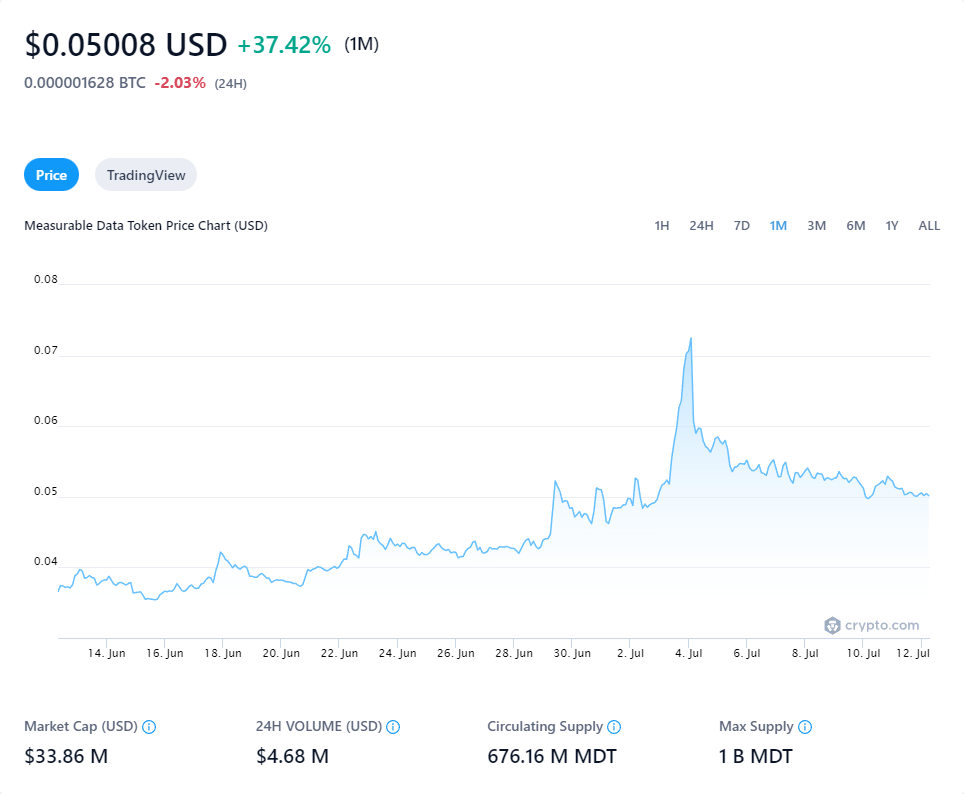 $0.05008 USD +37.42% (1M)
0.000001628 BTC -2.03% (24H)
Price TradingView
Measurable Data Token Price Chart (USD) 1H 24H 7D 1M 3M 6M 1Y ALL
0.08
0.07
0.06
0.05
0.04
crypto.com
14. Jun 16. Jun 18. Jun 20. Jun 22. Jun 24. Jun 26. Jun 28. Jun 30. Jun 2. Jul 4. Jul 6. Jul 8. Jul 10. Jul 12. Jul
Market Cap (USD) 24H VOLUME (USD) Circulating Supply Max Supply
$33.86 M $4.68 M 676.16 M MDT 1 B MDT